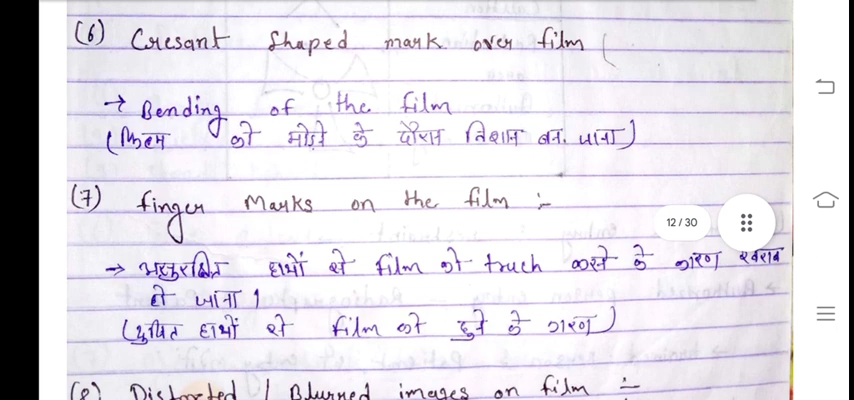 (6) Cresant shaped mark over film (
→ Bending of the film
(फिल्म को मोड़ने के दौरान निशान बन जाना)
(7) finger Marks on the film :-
12 / 30
→ असुरक्षित हाथों से film को truch करने के कारण खराब
हो जाना।
(दुषित हाथों से film को छुने के कारण)
(8) Distorted / Blurred images on film :-